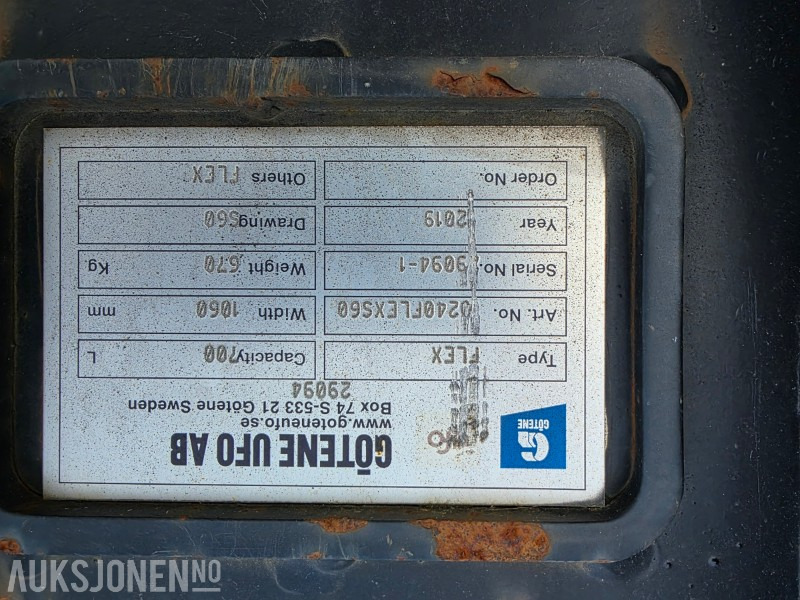 GÖTENE
GÖTENE UFO AB
www.goteneufo.se
Box 74 S-533 21 Götene Sweden
29094
Type FLEX Capacity 700 L
Art. No. 0240FLEXS60 Width 1060 mm
Serial No. 9094-1 Weight 670 Kg
Year 2019 Drawing S60
Order No. Others FLEX
AUKSJONEN.NO